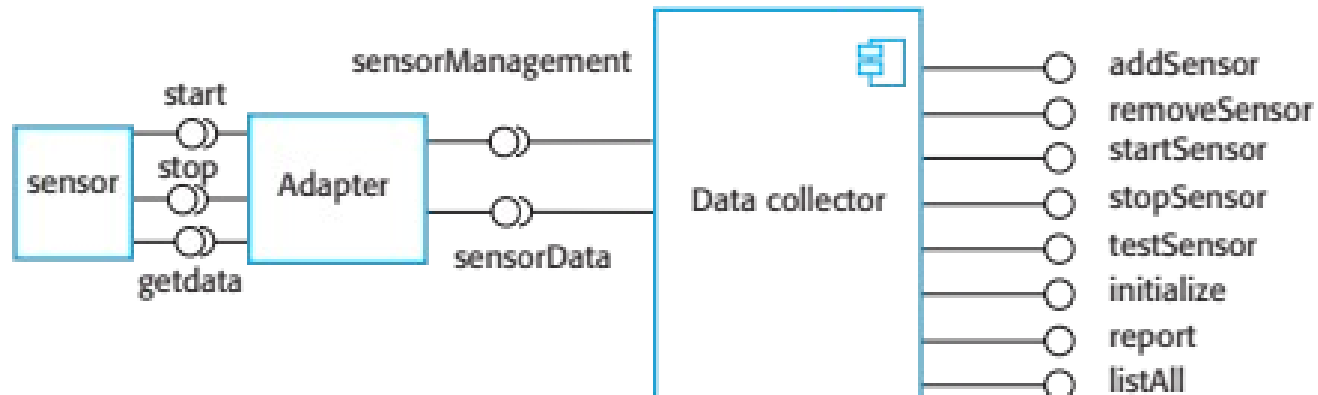 sensorManagement
start
stop
getdata
sensor
Adapter
sensorData
Data collector
addSensor
removeSensor
startSensor
stopSensor
testSensor
initialize
report
listAll